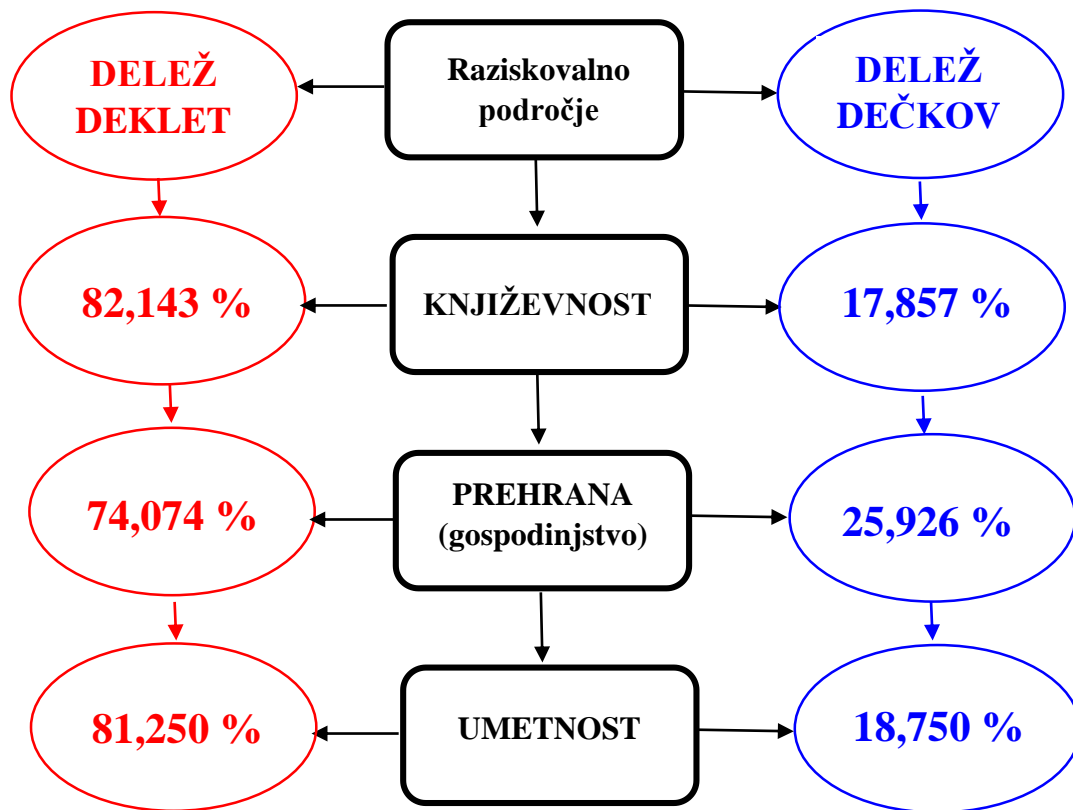 DELEŽ
DEKLET
Raziskovalno
področje
DELEŽ
DEČKOV
82,143 %
KNJIŽEVNOST
17,857 %
74,074 %
PREHRANA
(gospodinjstvo)
25,926 %
81,250 %
UMETNOST
18,750 %